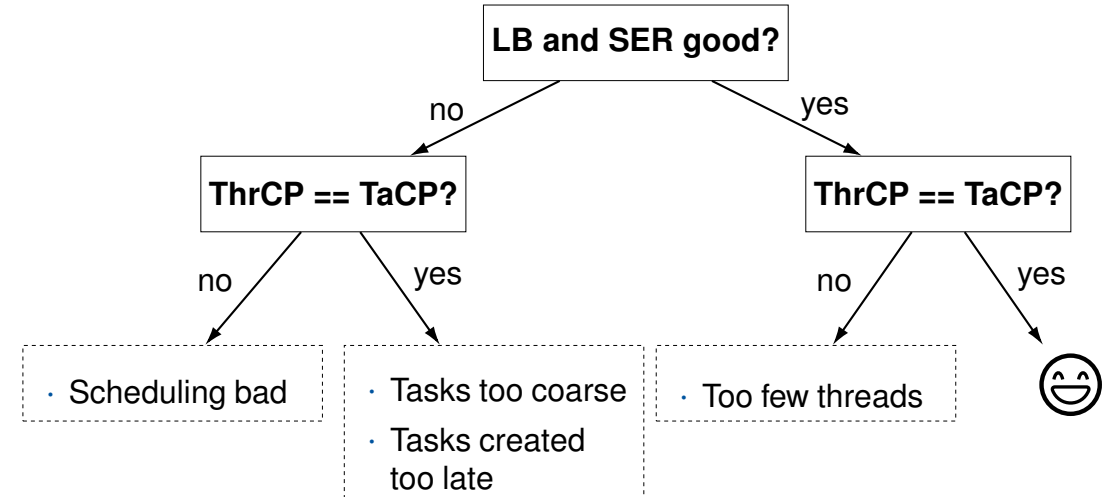 LB and SER good?
no
yes
ThrCP == TaCP?
ThrCP == TaCP?
no
yes
no
yes
· Scheduling bad
· Tasks too coarse
· Tasks created
too late
· Too few threads